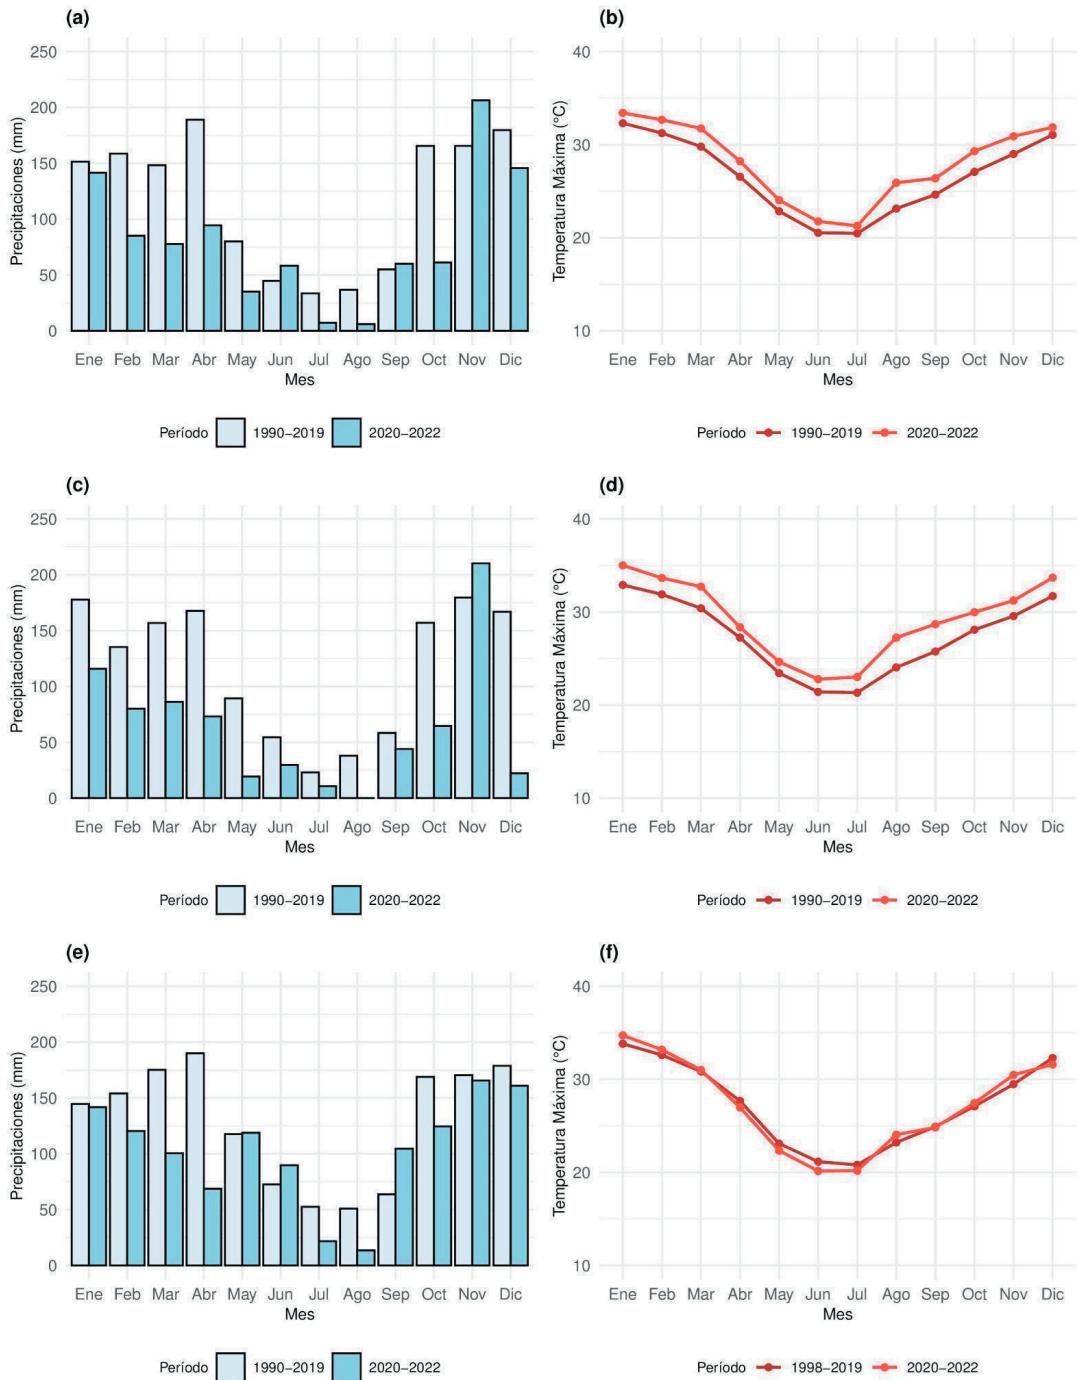 (a)
250
200
150
100
50
0
Precipitaciones (mm)
Ene Feb Mar Abr May Jun Jul Ago Sep Oct Nov Dic
Mes
Período 1990−2019 2020−2022
(b)
40
30
20
10
Temperatura Máxima (°C)
Ene Feb Mar Abr May Jun Jul Ago Sep Oct Nov Dic
Mes
Período 1990−2019 2020−2022
(c)
250
200
150
100
50
0
Precipitaciones (mm)
Ene Feb Mar Abr May Jun Jul Ago Sep Oct Nov Dic
Mes
Período 1990−2019 2020−2022
(d)
40
30
20
10
Temperatura Máxima (°C)
Ene Feb Mar Abr May Jun Jul Ago Sep Oct Nov Dic
Mes
Período 1990−2019 2020−2022
(e)
250
200
150
100
50
0
Precipitaciones (mm)
Ene Feb Mar Abr May Jun Jul Ago Sep Oct Nov Dic
Mes
Período 1990−2019 2020−2022
(f)
40
30
20
10
Temperatura Máxima (°C)
Ene Feb Mar Abr May Jun Jul Ago Sep Oct Nov Dic
Mes
Período 1998−2019 2020−2022